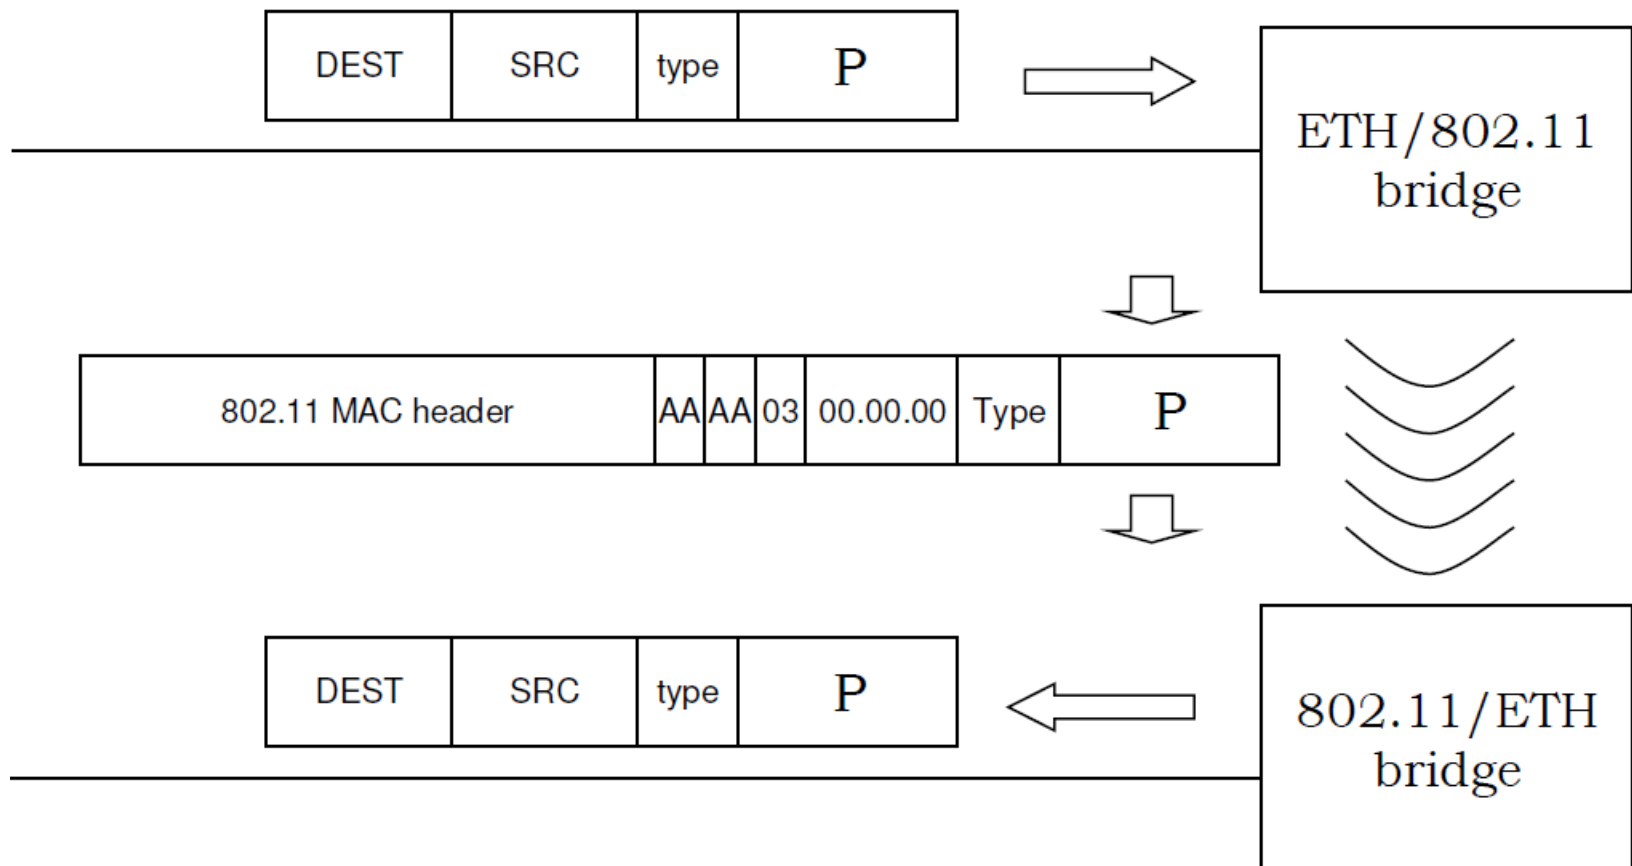 DEST SRC type P
ETH/802.11
bridge
802.11 MAC header AA AA 03 00.00.00 Type P
DEST SRC type P
802.11/ETH
bridge